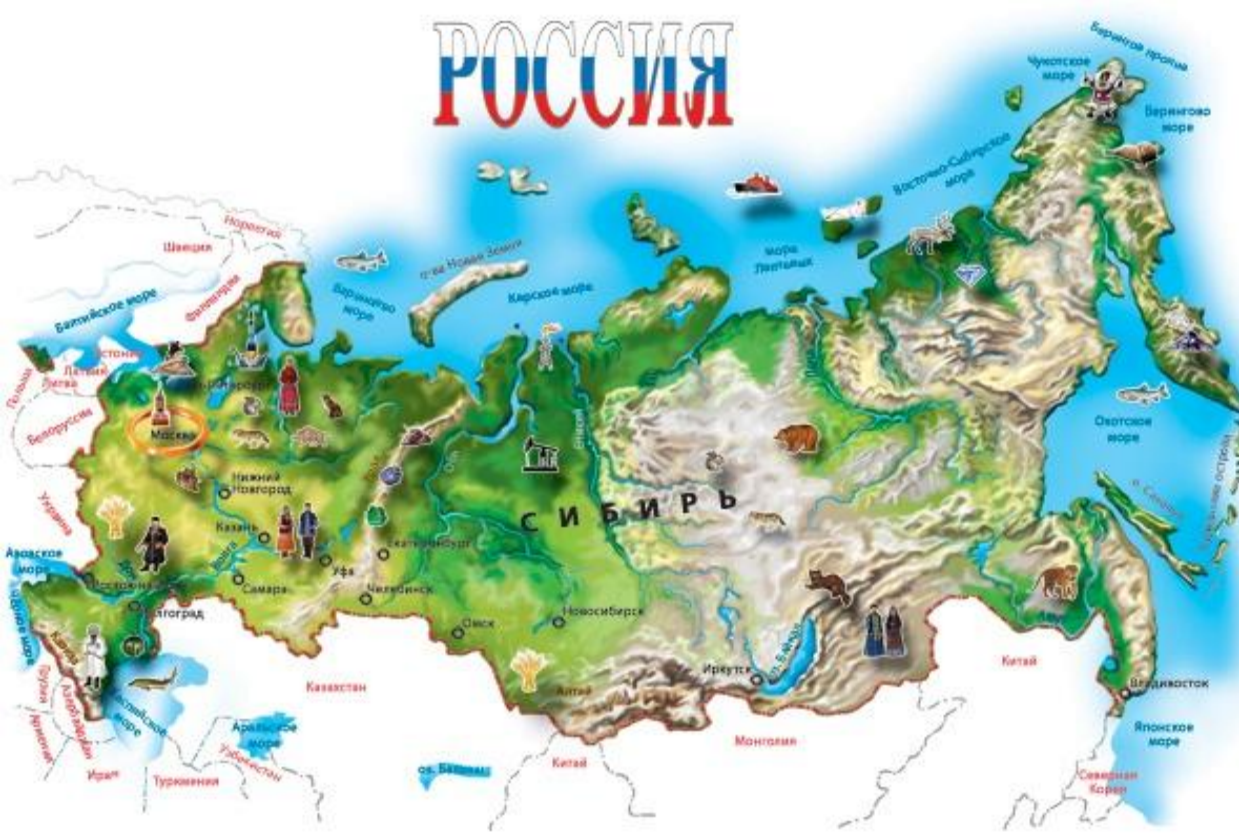 РОССИЯ
Берингов пролив
Чукотское
море
Берингово
море
Восточно-Сибирское
море
Норвегия
Швеция
Финляндия
о-ва Новая Земля
море
Лаптевых
Баренцево
море
Карское море
Балтийское море
Эстония
Латвия
Литва
Польша
Белоруссия
Москва
Охотское
море
Нижний
Новгород
Украина
СИБИРЬ
Казань
Волга
Обь
Екатеринбург
Азовское
море
Дон
Уфа
Самара
Челябинск
Волгоград
Омск
Новосибирск
Черное море
Кавказ
Грузия
Азербайджан
Армения
Иран
Каспийское
море
Туркмения
Аральское
море
Узбекистан
Казахстан
Алтай
Иркутск
оз. Байкал
Китай
Монголия
Китай
оз. Балхаш
о. Сахалин
Владивосток
Японское
море
Северная
Корея